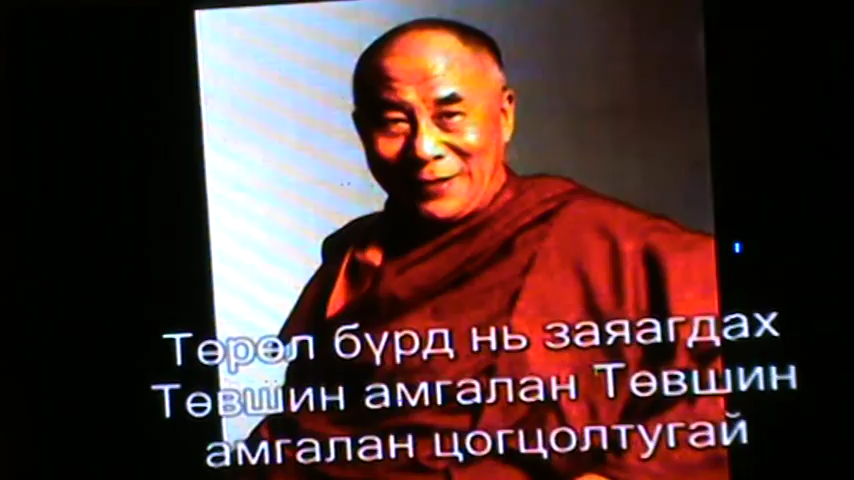 Төрөл бүрд нь заяагдах
Төвшин амгалан Төвшин
амгалан цогцолтугай